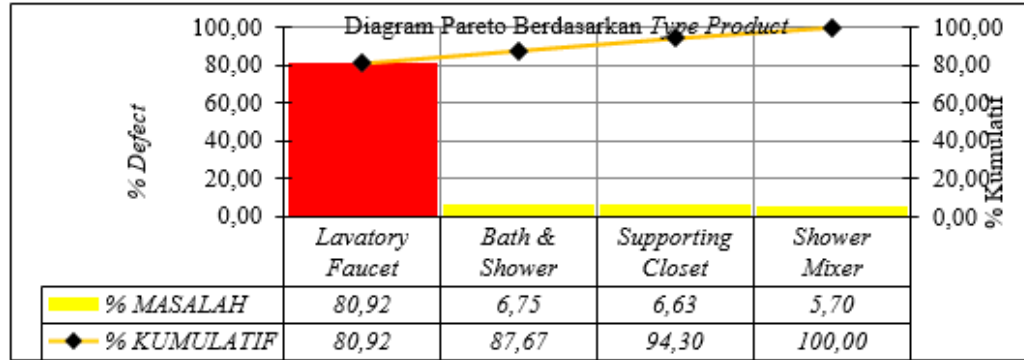 Diagram Pareto Berdasarkan Type Product
% Defect
100,00
80,00
60,00
40,00
20,00
0,00
100,00
80,00
60,00
40,00
20,00
0,00
% Kumulatif
Lavatory Faucet
Bath & Shower
Supporting Closet
Shower Mixer
% MASALAH 80,92 6,75 6,63 5,70
% KUMULATIF 80,92 87,67 94,30 100,00